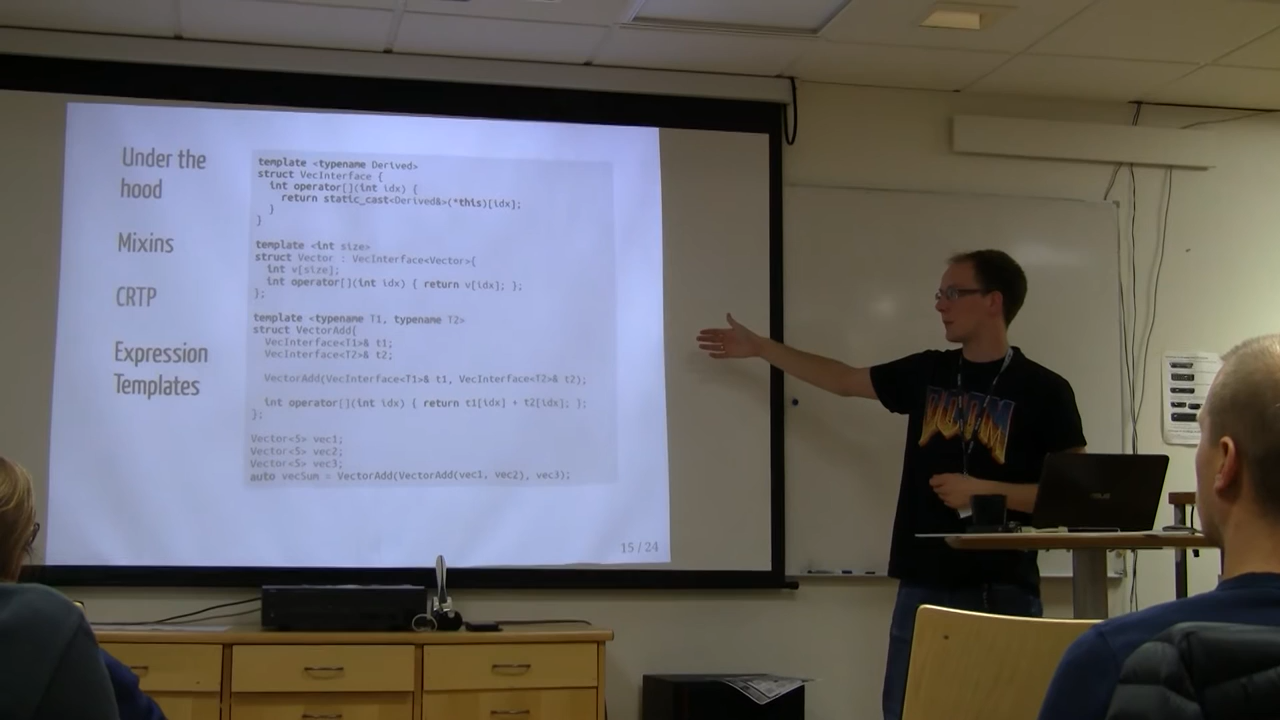 Under the
hood
Mixins
CRTP
Expression
Templates
template <typename Derived>
struct VecInterface {
int operator[](int idx) {
return static_cast<Derived&>(*this)[idx];
}
}
template <int size>
struct Vector : VecInterface<Vector>{
int v[size];
int operator[](int idx) { return v[idx]; };
};
template <typename T1, typename T2>
struct VectorAdd{
VecInterface<T1>& t1;
VecInterface<T2>& t2;
VectorAdd(VecInterface<T1>& t1, VecInterface<T2>& t2);
int operator[](int idx) { return t1[idx] + t2[idx]; };
};
Vector<5> vec1;
Vector<5> vec2;
Vector<5> vec3;
auto vecSum = VectorAdd(VectorAdd(vec1, vec2), vec3);
15 / 24
DOOM
ASUS